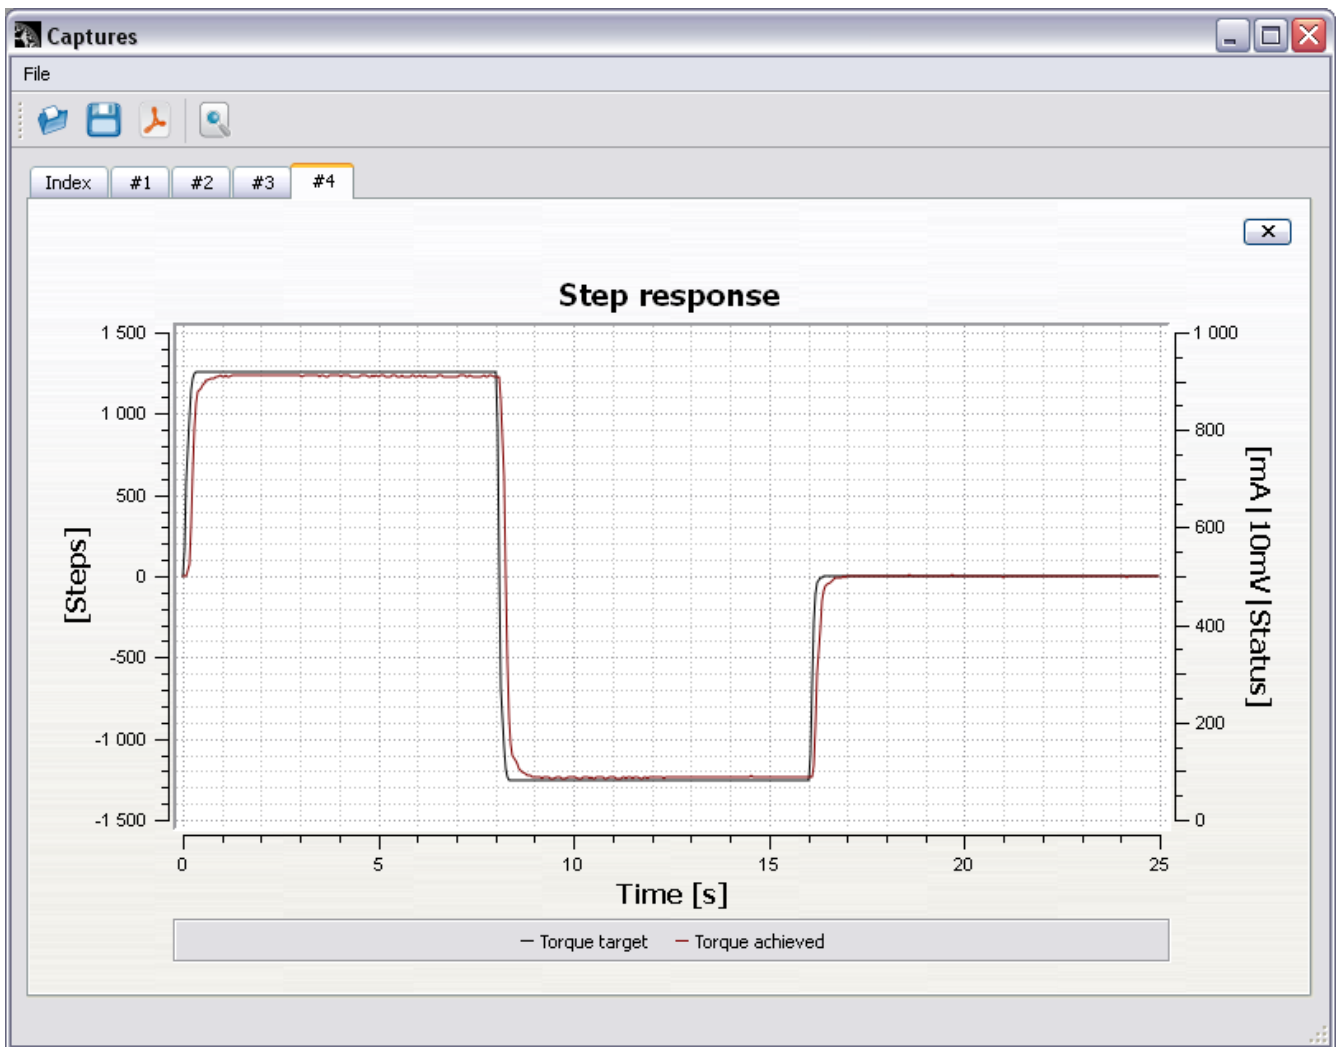 Captures
File
Index #1 #2 #3 #4
Step response
1 500
1 000
500
0
-500
-1 000
-1 500
[Steps]
1 000
800
600
400
200
0
[mA|10mV|Status]
0 5 10 15 20 25
Time [s]
Torque target Torque achieved